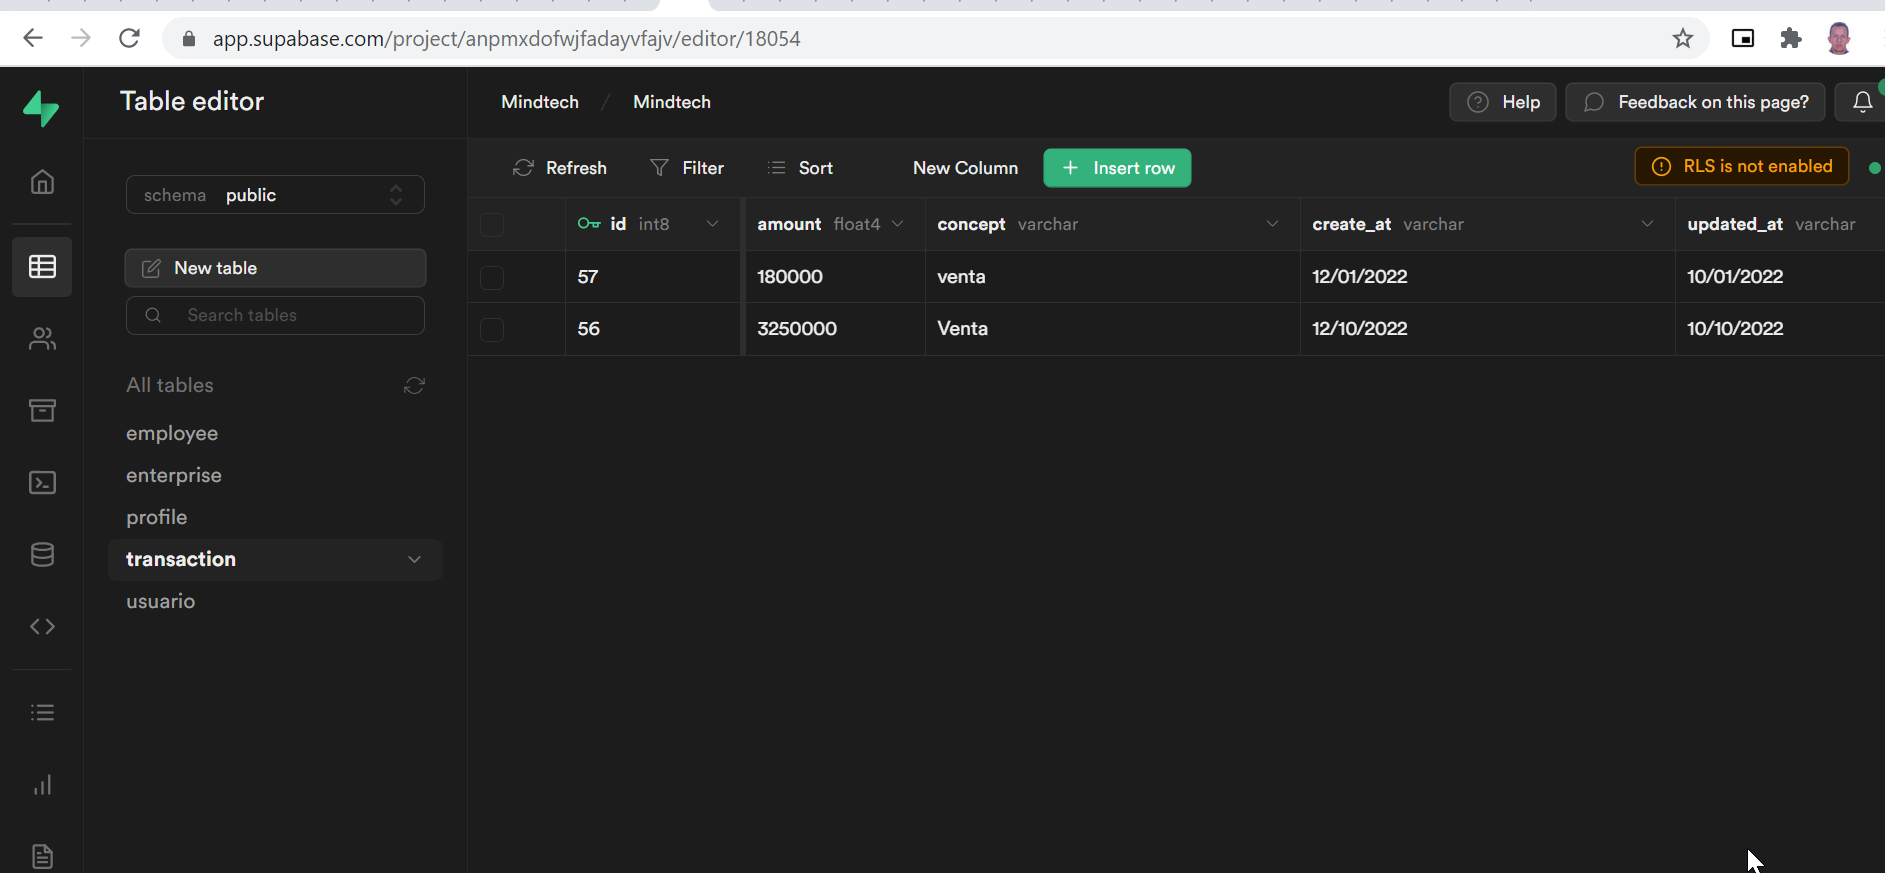 app.supabase.com/project/anpmxdofwjfadayvfajv/editor/18054
Table editor
Mindtech / Mindtech
Help
Feedback on this page?
schema public
Refresh
Filter
Sort
New Column
+ Insert row
RLS is not enabled
New table
Search tables
All tables
employee
enterprise
profile
transaction
usuario
id int8 amount float4 concept varchar create_at varchar updated_at varchar
57 180000 venta 12/01/2022 10/01/2022
56 3250000 Venta 12/10/2022 10/10/2022